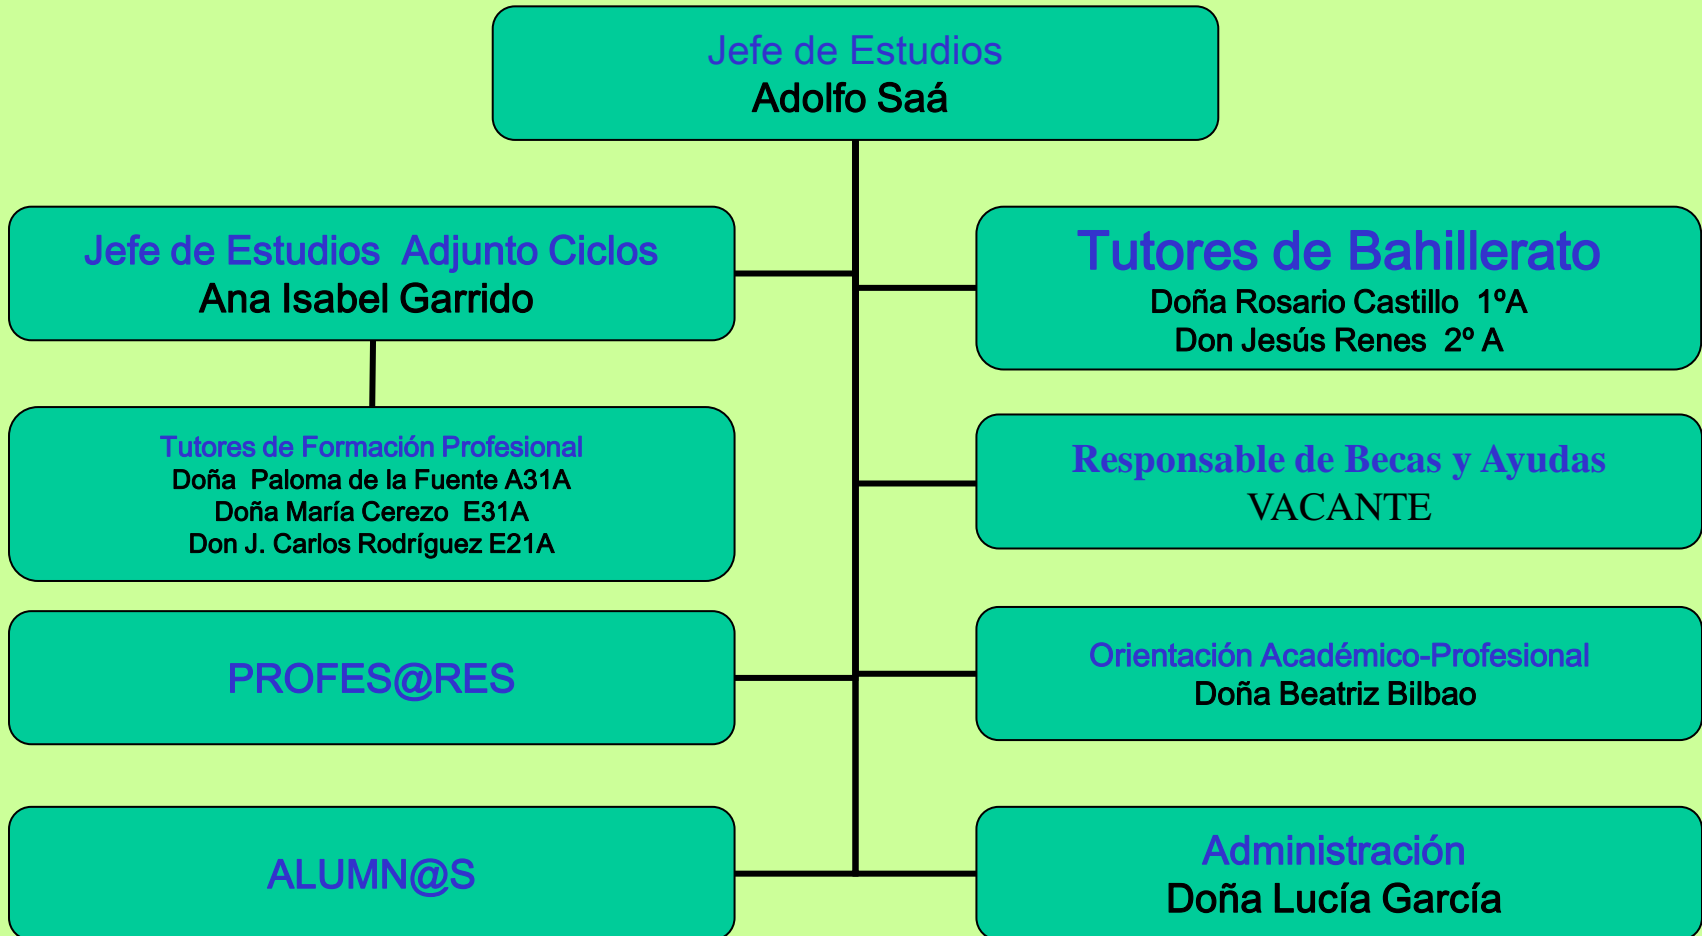 Jefe de Estudios
Adolfo Saá
Jefe de Estudios  Adjunto Ciclos
Ana Isabel Garrido
Tutores de Bahillerato
Doña Rosario Castillo  1ºA
Don Jesús Renes  2º A
Tutores de Formación Profesional
Doña  Paloma de la Fuente A31A
Doña María Cerezo  E31A
Don J. Carlos Rodríguez E21A
Responsable de Becas y Ayudas
VACANTE
PROFES@RES
Orientación Académico-Profesional
Doña Beatriz Bilbao
ALUMN@S
Administración
Doña Lucía García